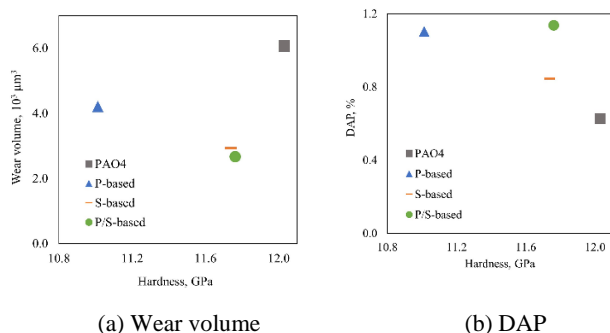 6.0
4.0
2.0
0.0
Wear volume, 10³ μm³
PAO4
P-based
S-based
P/S-based
10.8 11.2 11.6 12.0
Hardness, GPa
(a) Wear volume
1.2
0.8
0.4
0.0
DAP, %
PAO4
P-based
S-based
P/S-based
10.8 11.2 11.6 12.0
Hardness, GPa
(b) DAP